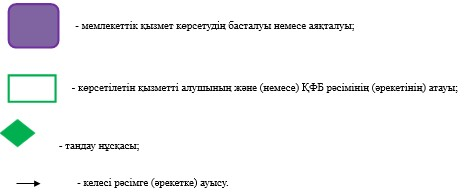 - мемлекеттік қызмет көрсетудің басталуы немесе аяқталуы;
- көрсетілетін қызметті алушының және (немесе) ҚФБ рәсімінің (әрекетінің) атауы;
- таңдау нұсқасы;
- келесі рәсімге (әрекетке) ауысу.